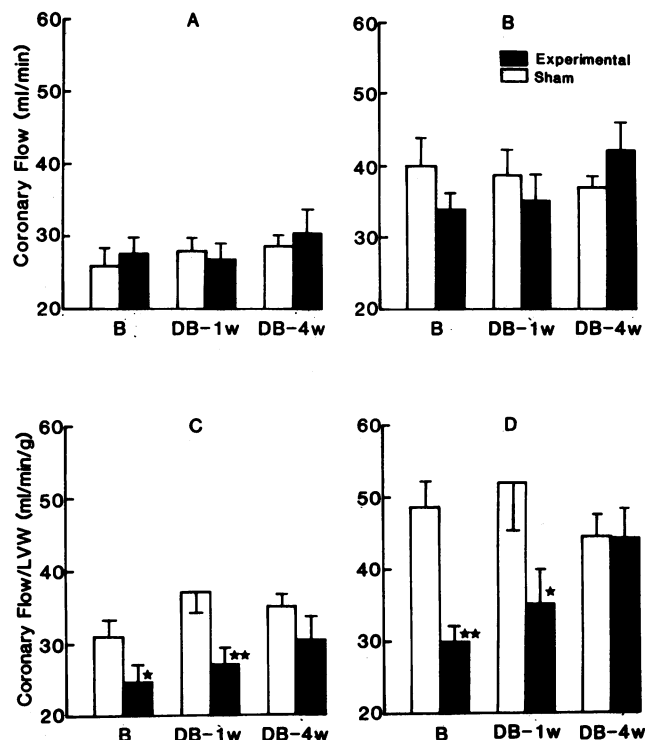 A
Coronary Flow (ml/min)
60
50
40
30
20
B DB-1w DB-4w
B
Experimental
Sham
60
50
40
30
20
B DB-1w DB-4w
C
Coronary Flow/LVW (ml/min/g)
60
50
40
30
20
★
★★
B DB-1w DB-4w
D
60
50
40
30
20
★★
★
B DB-1w DB-4w